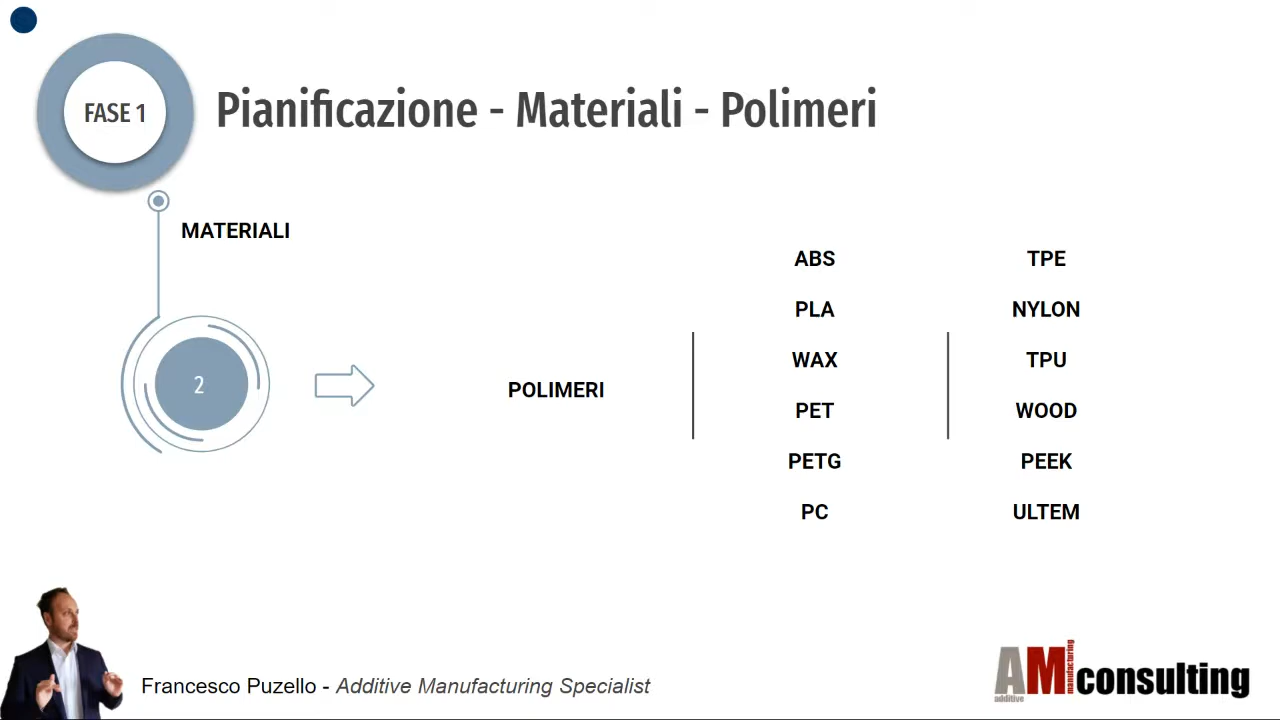 FASE 1
Pianificazione - Materiali - Polimeri
MATERIALI
2
POLIMERI
ABS
PLA
WAX
PET
PETG
PC
TPE
NYLON
TPU
WOOD
PEEK
ULTEM
Francesco Puzello - Additive Manufacturing Specialist
AM consulting
additive
manufacturing